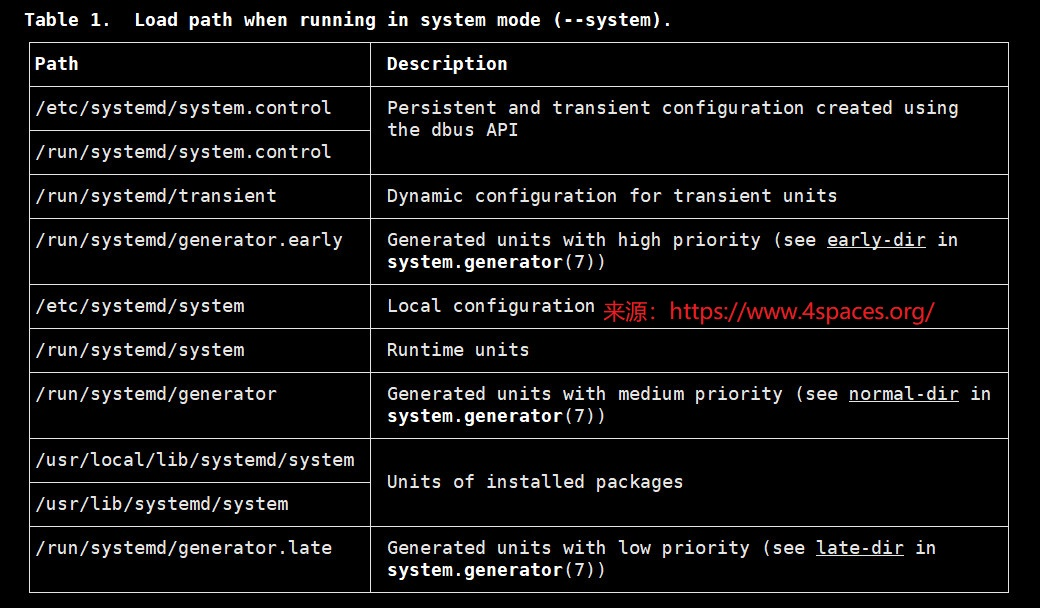 Table 1.  Load path when running in system mode (--system).
Path
Description
/etc/systemd/system.control
Persistent and transient configuration created using
the dbus API
/run/systemd/system.control
/run/systemd/transient
Dynamic configuration for transient units
/run/systemd/generator.early
Generated units with high priority (see early-dir in
system.generator(7))
/etc/systemd/system
Local configuration
来源：https://www.4spaces.org/
/run/systemd/system
Runtime units
/run/systemd/generator
Generated units with medium priority (see normal-dir in
system.generator(7))
/usr/local/lib/systemd/system
Units of installed packages
/usr/lib/systemd/system
/run/systemd/generator.late
Generated units with low priority (see late-dir in
system.generator(7))